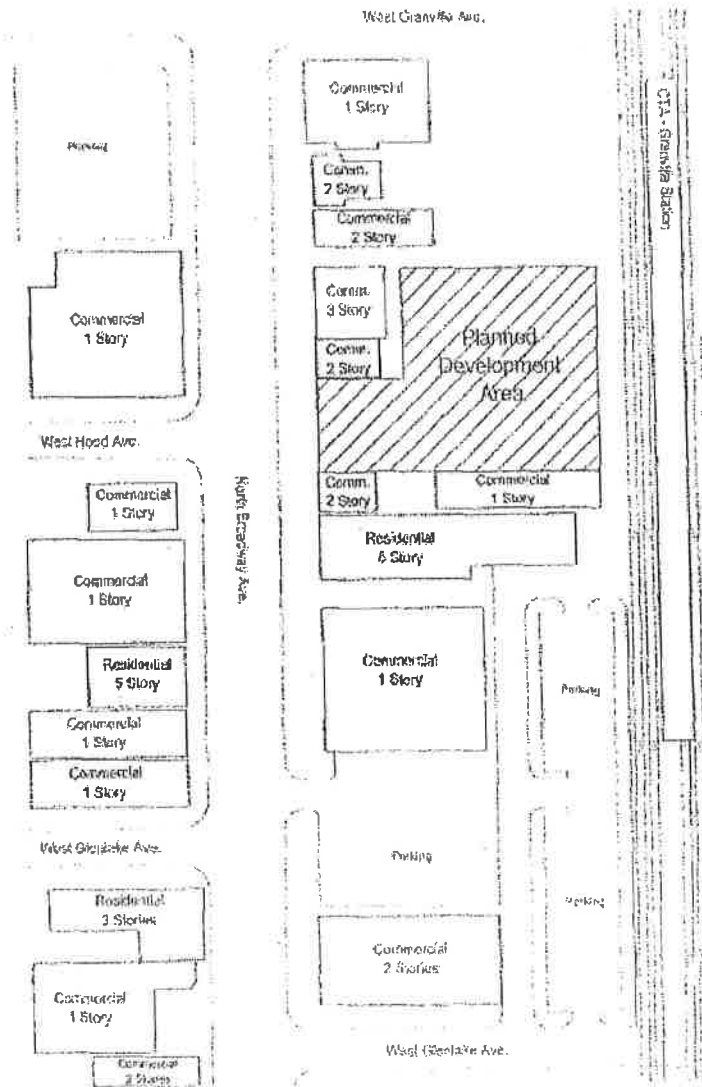 West Granville Ave.
Commercial
1 Story
CTA - Granville Station
Parking
Comm.
2 Story
Commercial
2 Story
Commercial
1 Story
Comm.
3 Story
Planned
Development
Area
Comm.
2 Story
West Hood Ave.
North Broadway Ave.
Commercial
1 Story
Comm.
2 Story
Commercial
1 Story
Residential
6 Story
Commercial
1 Story
Commercial
1 Story
Residential
5 Story
Parking
Commercial
1 Story
Commercial
1 Story
West Glenlake Ave.
Parking
Residential
3 Stories
Parking
Commercial
2 Stories
Commercial
1 Story
West Glenlake Ave.
Commercial
2 Stories